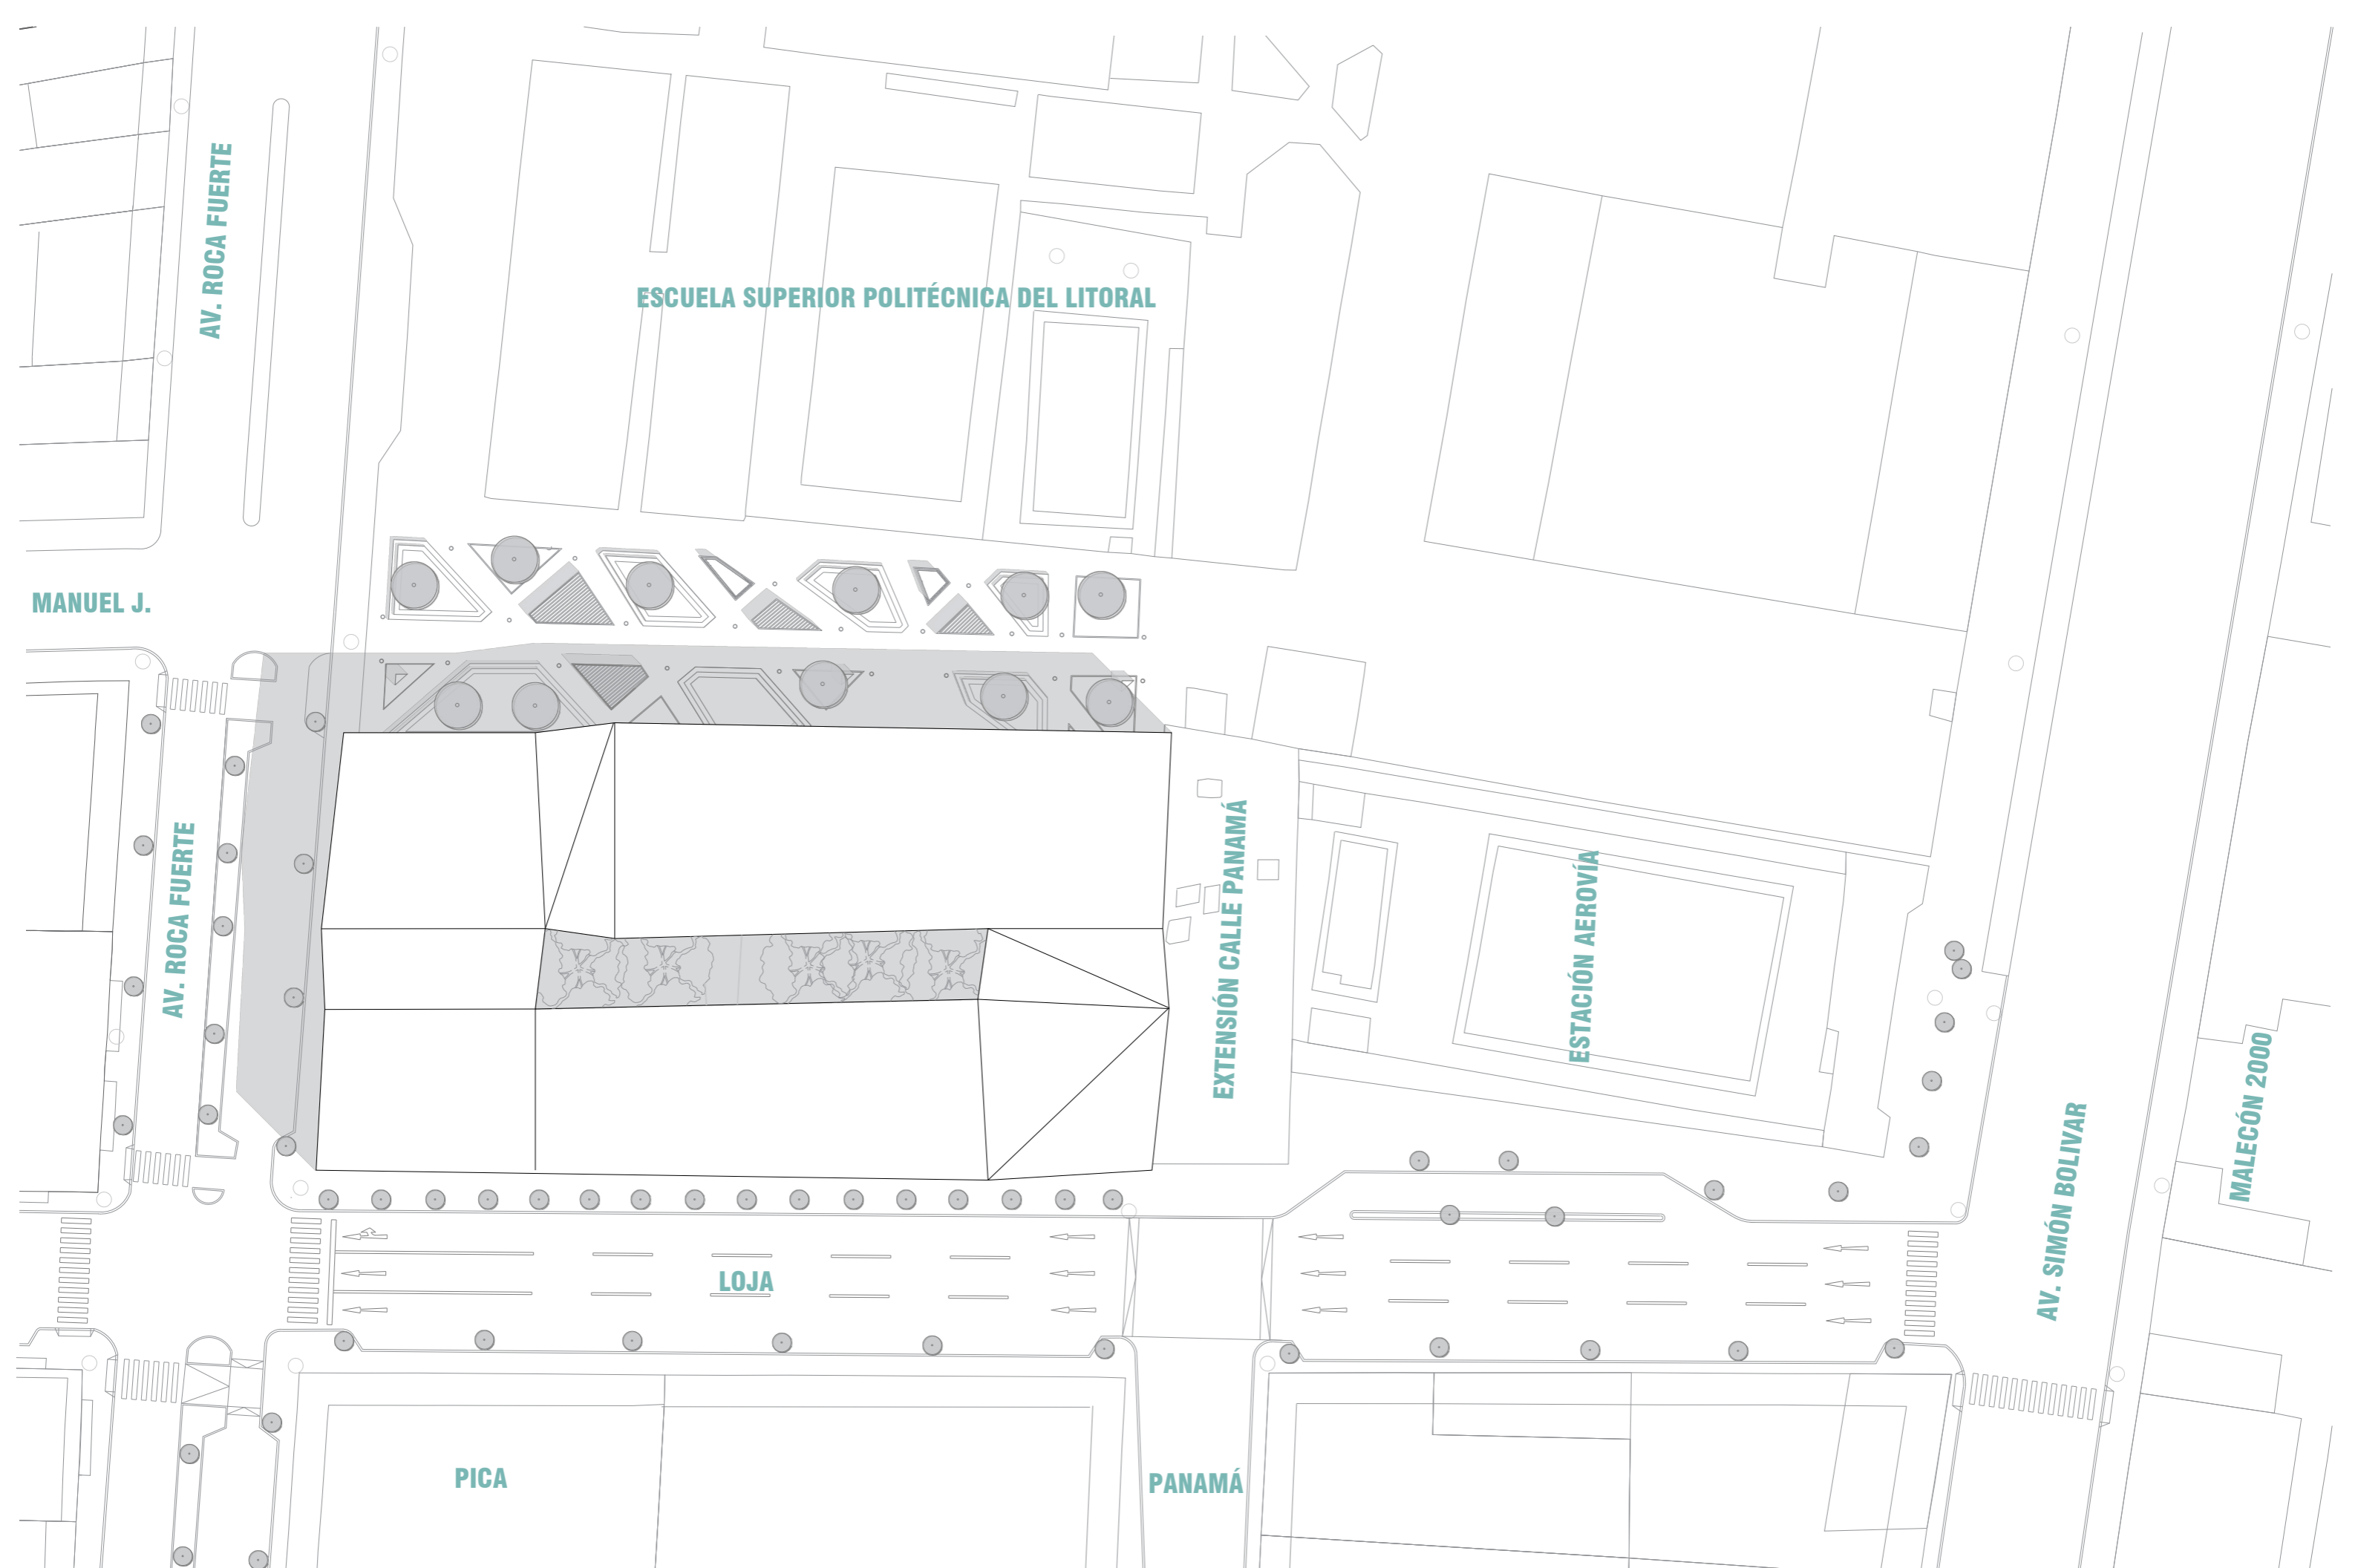 AV. ROCA FUERTE
ESCUELA SUPERIOR POLITÉCNICA DEL LITORAL
MANUEL J.
AV. ROCA FUERTE
EXTENSIÓN CALLE PANAMÁ
ESTACIÓN AEROVÍA
MALECÓN 2000
AV. SIMÓN BOLIVAR
LOJA
PICA
PANAMÁ